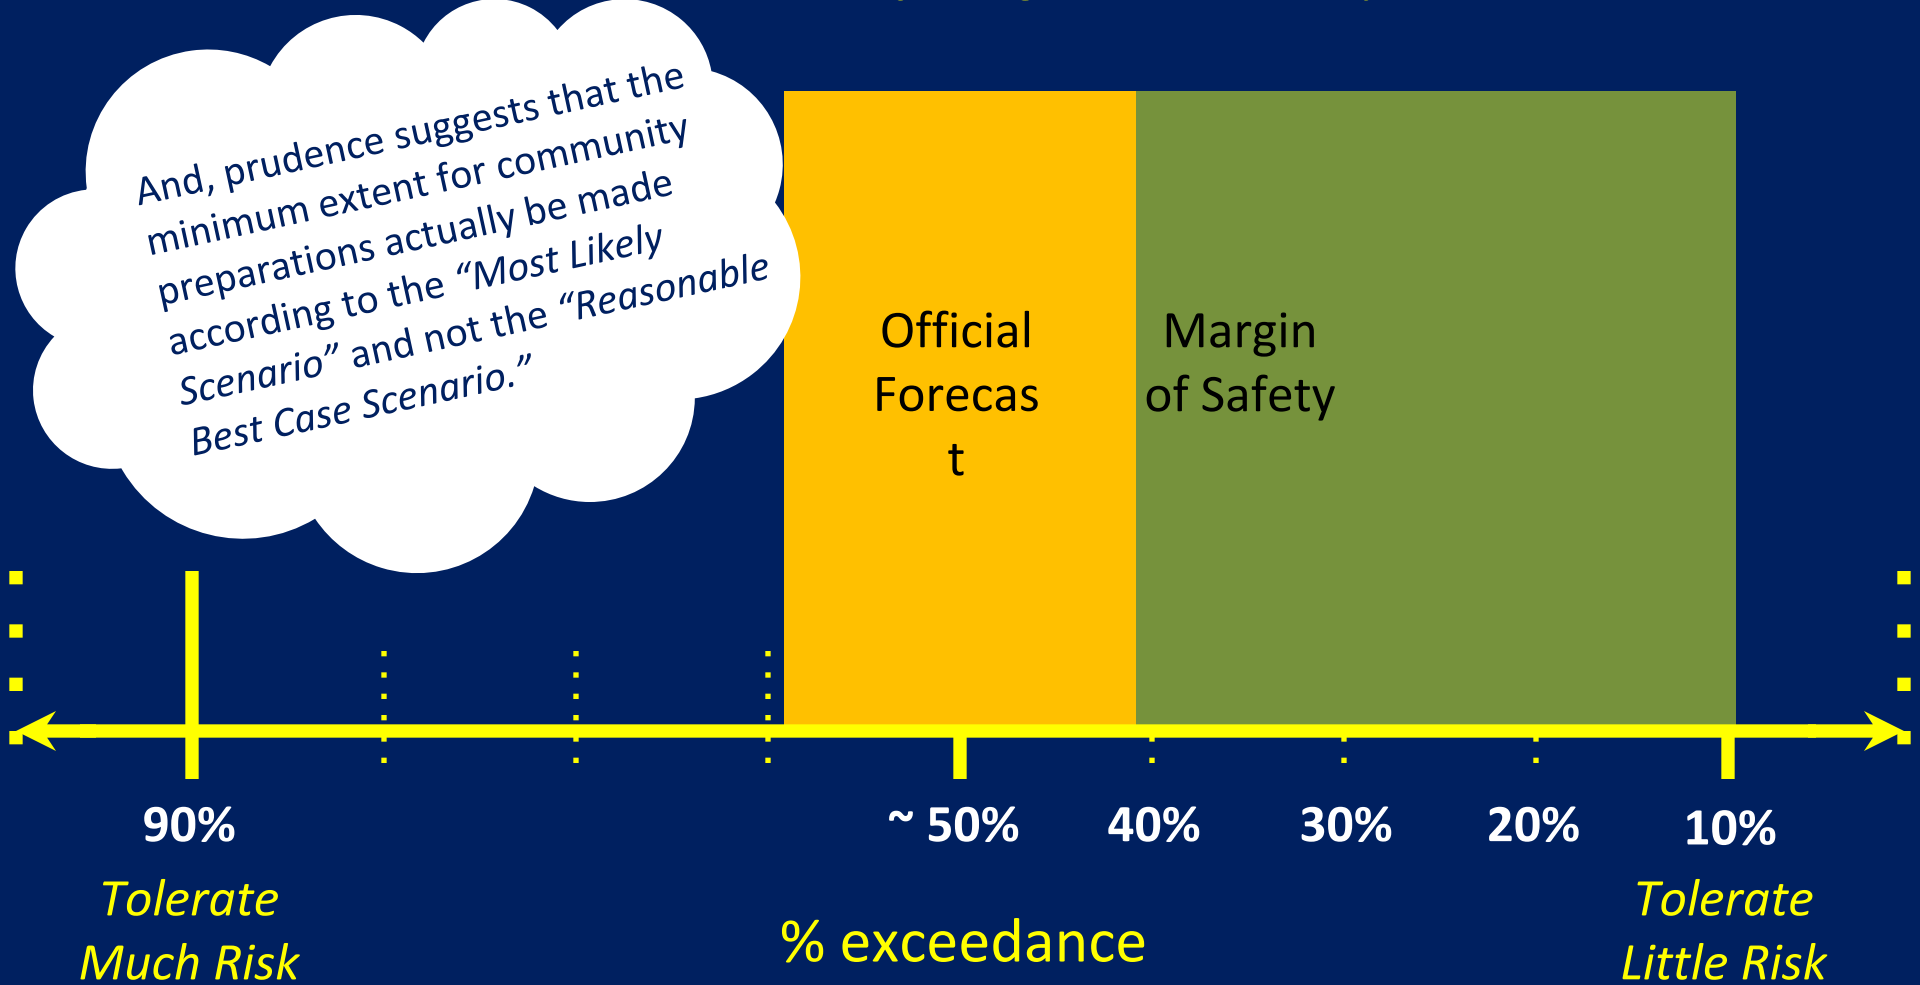 And, prudence suggests that the
minimum extent for community
preparations actually be made
according to the “Most Likely
Scenario” and not the “Reasonable
Best Case Scenario.”
Official
Forecas
t
Margin
of Safety
90%
~ 50%
40%
30%
20%
10%
Tolerate
Much Risk
% exceedance
Tolerate
Little Risk